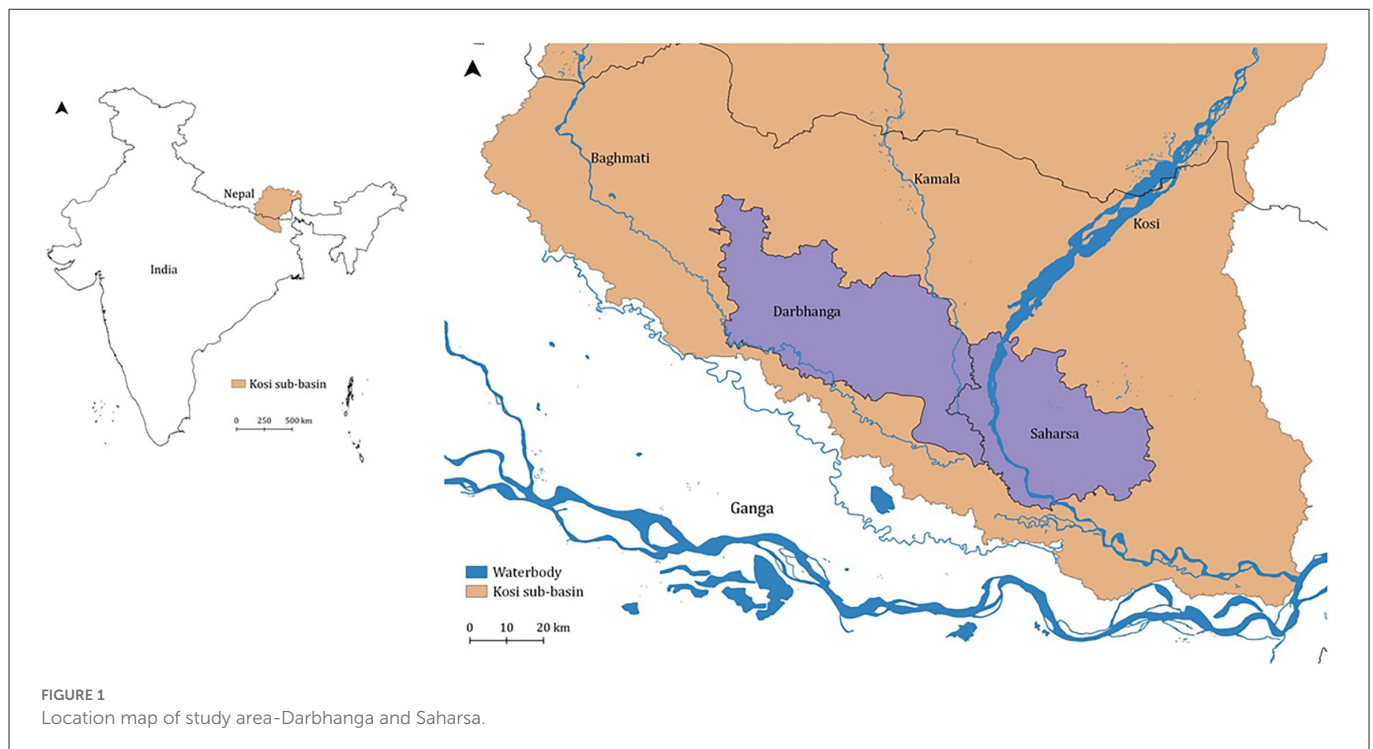 Nepal
India
Kosi sub-basin
0 250 500 km
Baghmati
Kamala
Kosi
Darbhanga
Saharsa
Ganga
Waterbody
Kosi sub-basin
0 10 20 km
FIGURE 1
Location map of study area-Darbhanga and Saharsa.